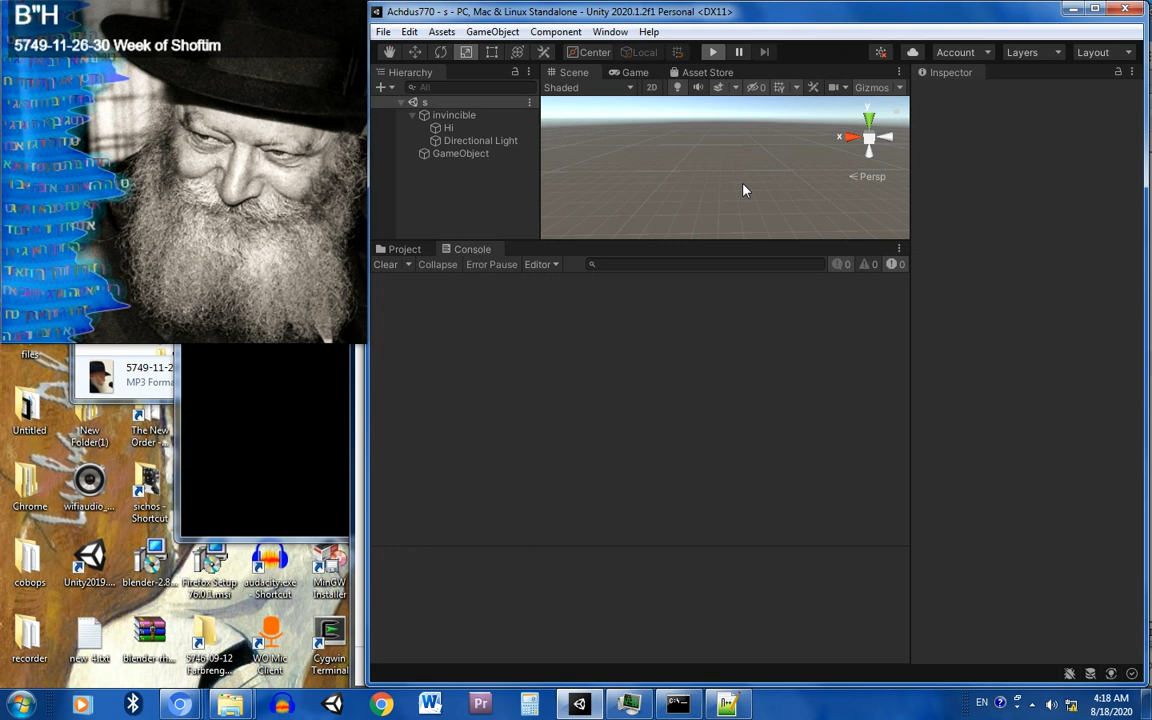 B"H
5749-11-26-30 Week of Shoftim
Achdus770 - s - PC, Mac & Linux Standalone - Unity 2020.1.2f1 Personal <DX11>
File Edit Assets GameObject Component Window Help
Center Local
Account Layers Layout
Hierarchy
All
s
invincible
Hi
Directional Light
GameObject
Scene Game Asset Store
Shaded 2D 0 Gizmos
y
x
Persp
Inspector
Project Console
Clear Collapse Error Pause Editor 0 0 0
files
5749-11-2
MP3 Forma
Untitled
New Folder(1)
The New Order -...
Chrome
wifiaudio_...
sichos - Shortcut
cobops
Unity2019....
blender-2.8...
Firefox Setup 76.0.1.msi
audacity.exe - Shortcut
MinGW Installer
recorder
new_4.txt
blender-rh...
5746-09-12 Farbreng...
WO Mic Client
Cygwin Terminal
EN
4:18 AM
8/18/2020